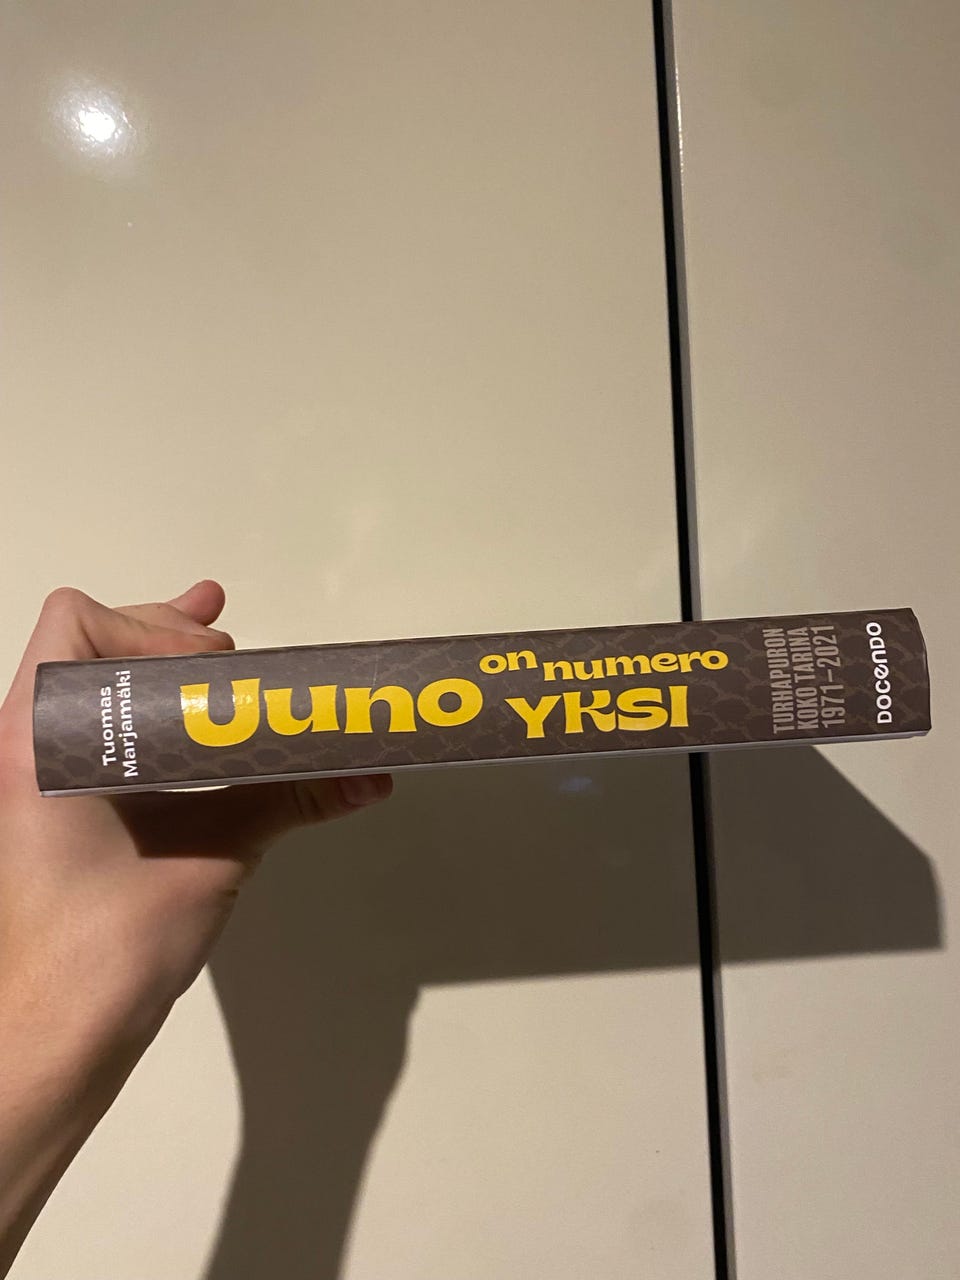 Tuomas
Marjamäki
Uuno
on numero
YKSI
TURHAPURON
KOKO TARINA
1971–2021
DOCENDO